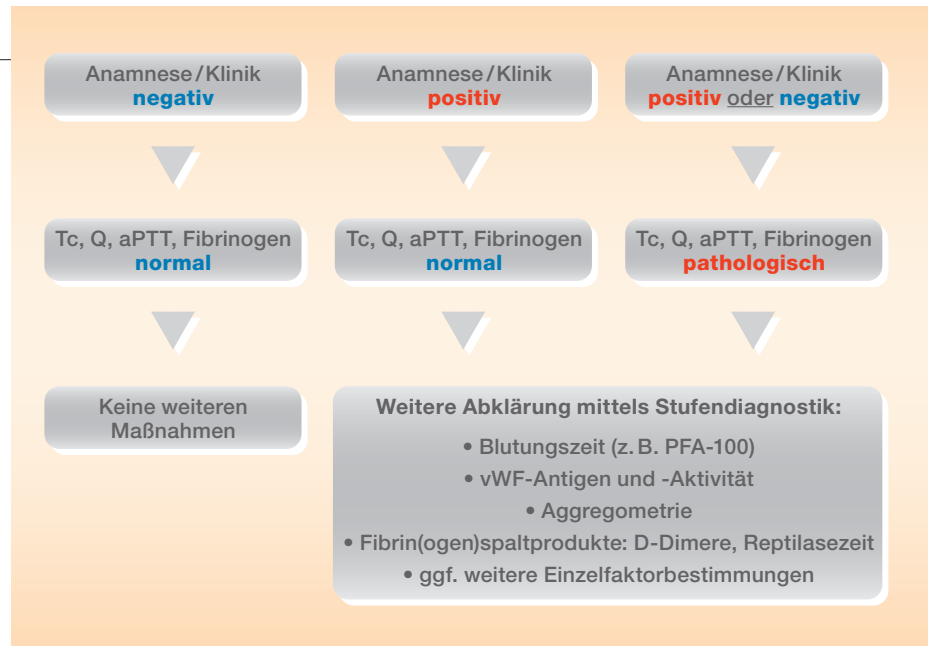 Anamnese/Klinik
negativ
Anamnese/Klinik
positiv
Anamnese/Klinik
positiv oder negativ
Tc, Q, aPTT, Fibrinogen
normal
Tc, Q, aPTT, Fibrinogen
normal
Tc, Q, aPTT, Fibrinogen
pathologisch
Keine weiteren
Maßnahmen
Weitere Abklärung mittels Stufendiagnostik:
• Blutungszeit (z. B. PFA-100)
• vWF-Antigen und -Aktivität
• Aggregometrie
• Fibrin(ogen)spaltprodukte: D-Dimere, Reptilasezeit
• ggf. weitere Einzelfaktorbestimmungen